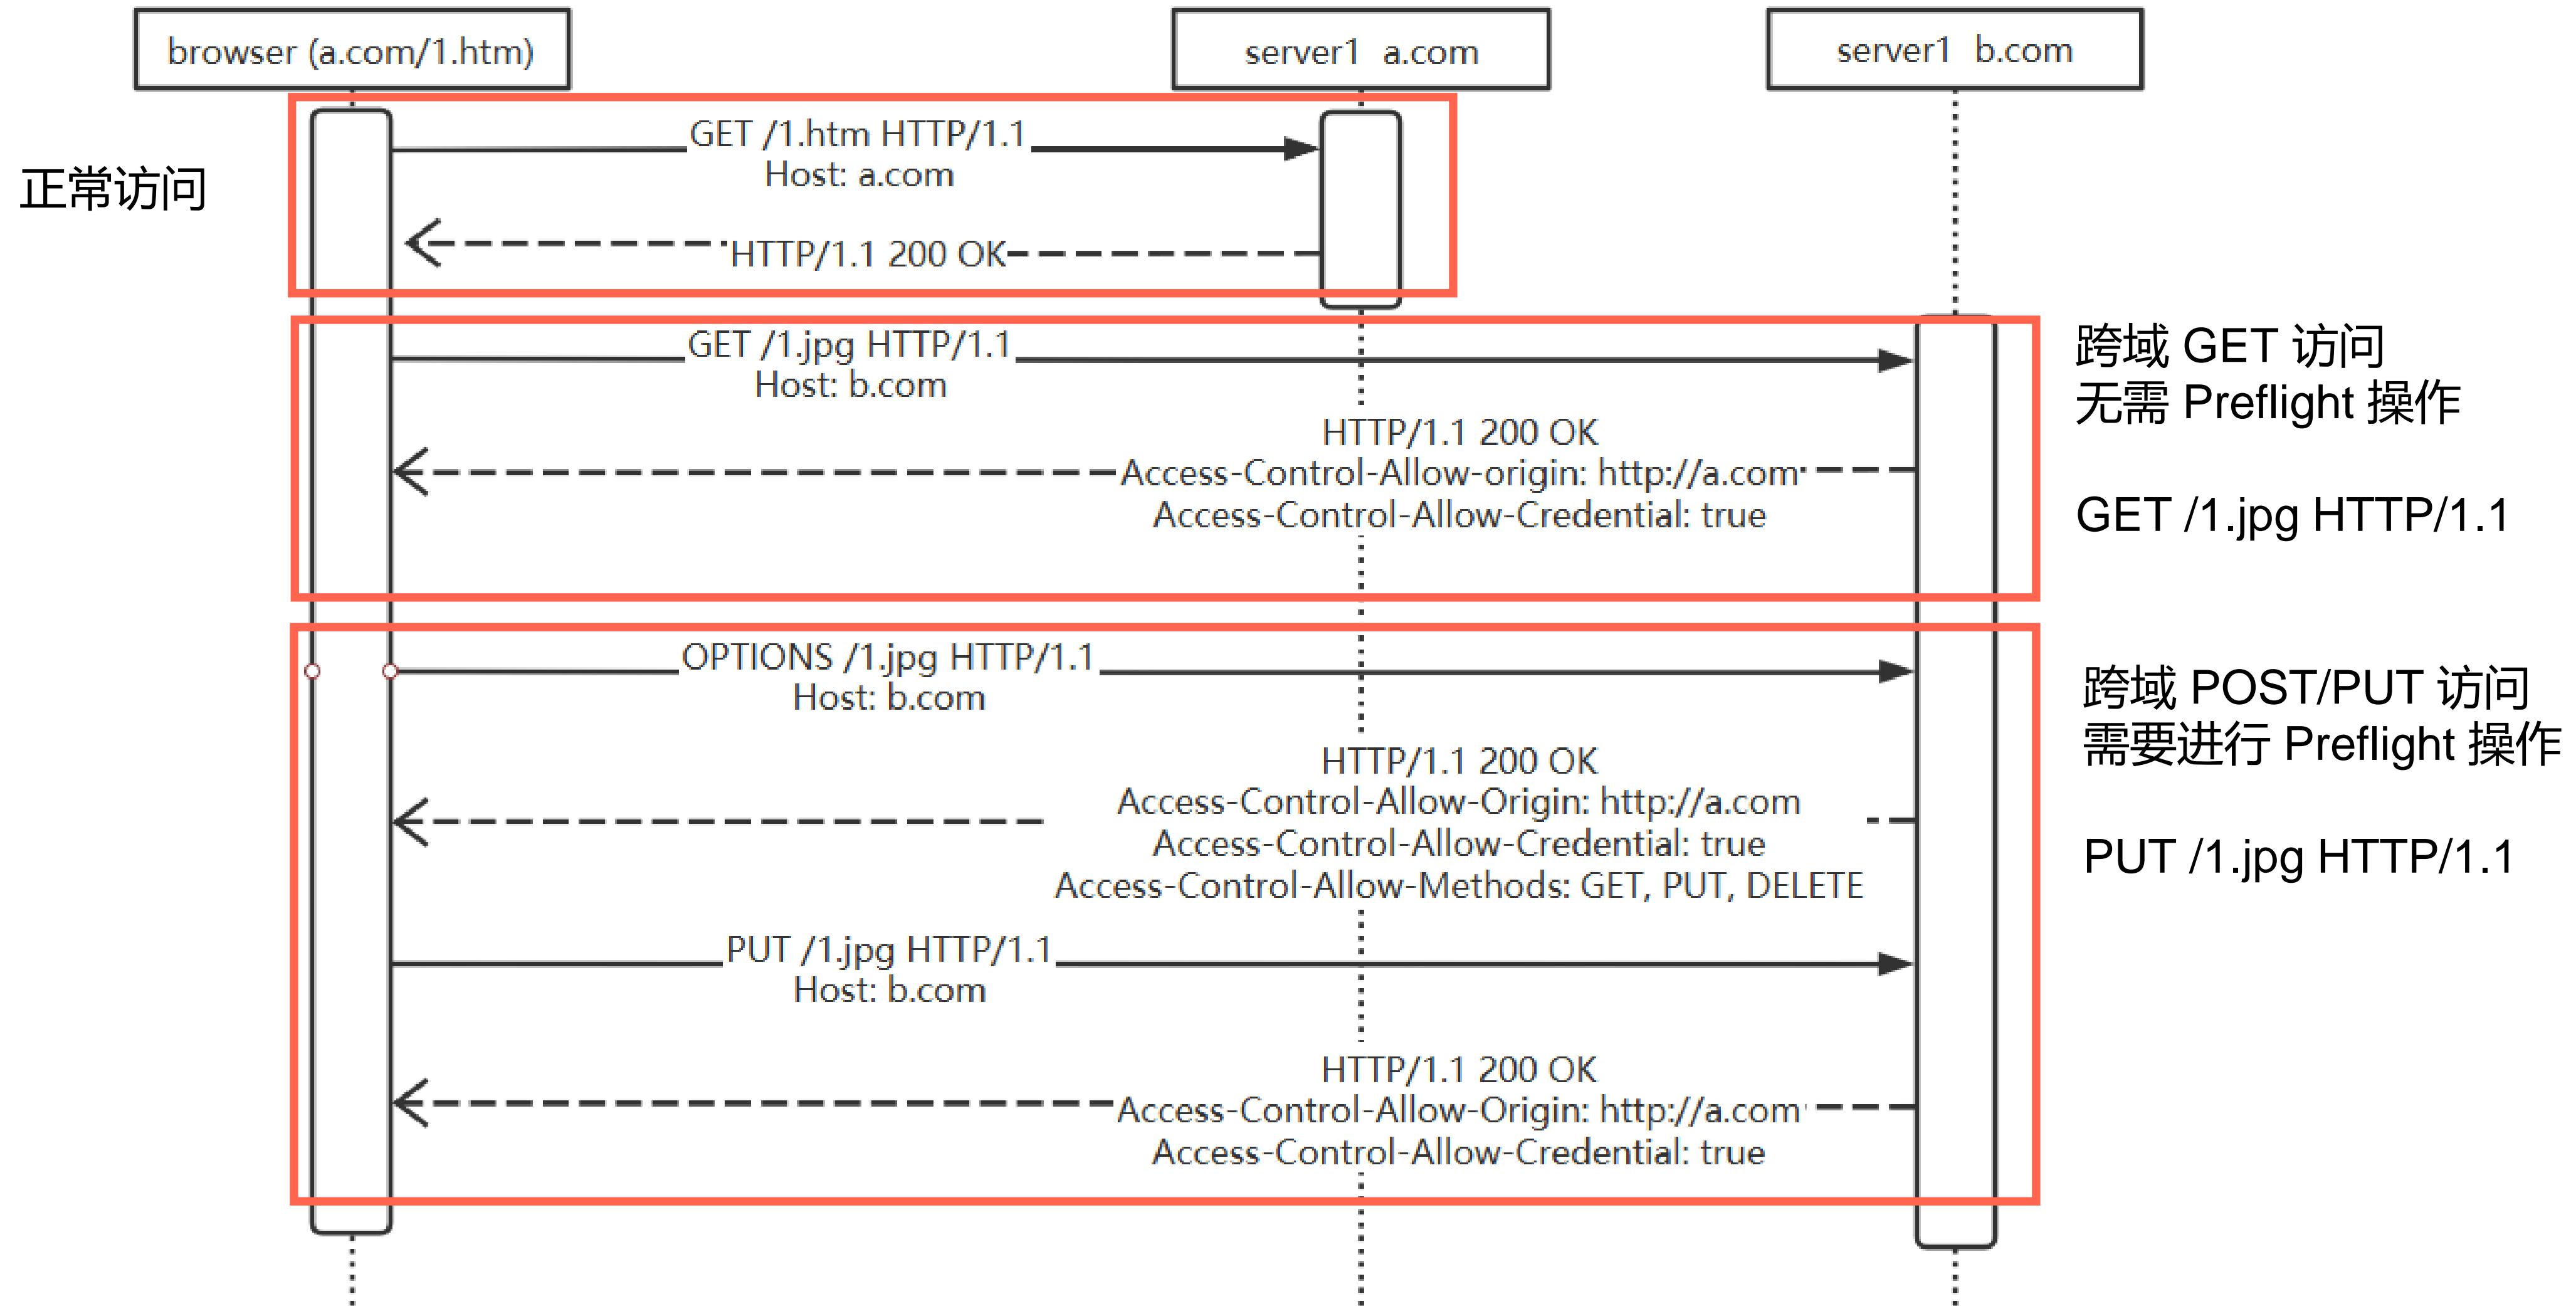 browser (a.com/1.htm)
server1 a.com
server1 b.com
正常访问
GET /1.htm HTTP/1.1
Host: a.com
HTTP/1.1 200 OK
GET /1.jpg HTTP/1.1
Host: b.com
HTTP/1.1 200 OK
Access-Control-Allow-origin: http://a.com
Access-Control-Allow-Credential: true
跨域 GET 访问
无需 Preflight 操作
GET /1.jpg HTTP/1.1
OPTIONS /1.jpg HTTP/1.1
Host: b.com
HTTP/1.1 200 OK
Access-Control-Allow-Origin: http://a.com
Access-Control-Allow-Credential: true
Access-Control-Allow-Methods: GET, PUT, DELETE
跨域 POST/PUT 访问
需要进行 Preflight 操作
PUT /1.jpg HTTP/1.1
PUT /1.jpg HTTP/1.1
Host: b.com
HTTP/1.1 200 OK
Access-Control-Allow-Origin: http://a.com
Access-Control-Allow-Credential: true